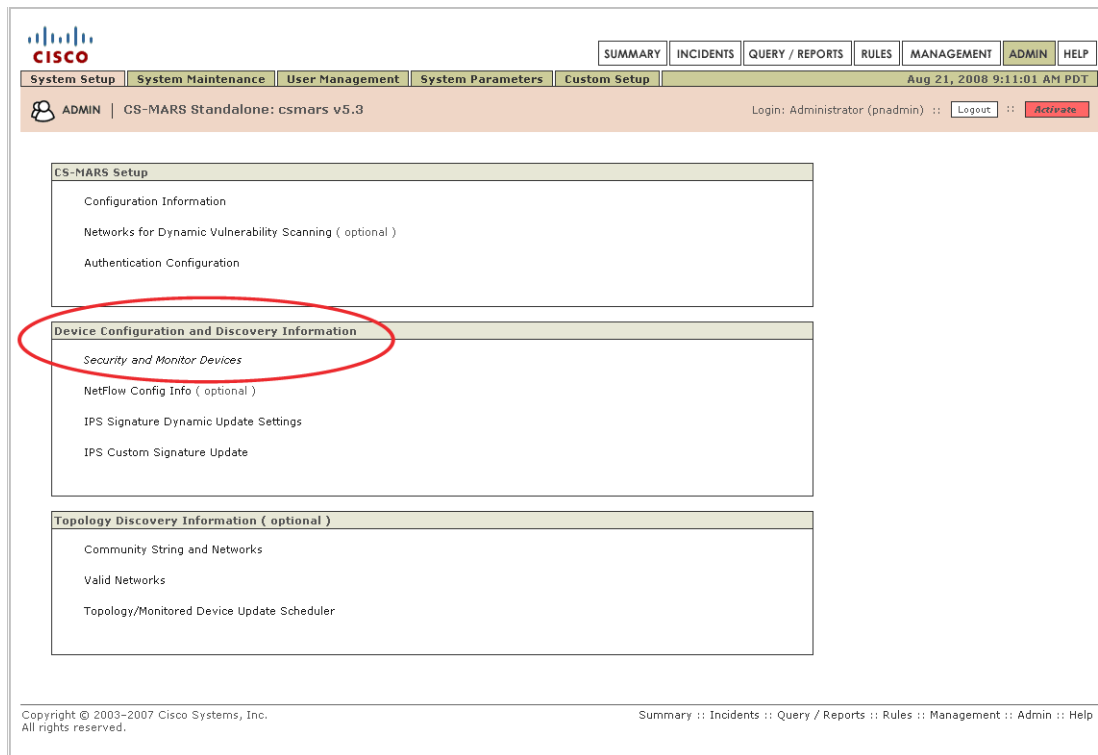 CISCO
SUMMARY INCIDENTS QUERY / REPORTS RULES MANAGEMENT ADMIN HELP
System Setup System Maintenance User Management System Parameters Custom Setup Aug 21, 2008 9:11:01 AM PDT
ADMIN | CS-MARS Standalone: csmars v5.3 Login: Administrator (pnadmin) :: Logout :: Activate
CS-MARS Setup
Configuration Information
Networks for Dynamic Vulnerability Scanning ( optional )
Authentication Configuration
Device Configuration and Discovery Information
Security and Monitor Devices
NetFlow Config Info ( optional )
IPS Signature Dynamic Update Settings
IPS Custom Signature Update
Topology Discovery Information ( optional )
Community String and Networks
Valid Networks
Topology/Monitored Device Update Scheduler
Copyright © 2003-2007 Cisco Systems, Inc. Summary :: Incidents :: Query / Reports :: Rules :: Management :: Admin :: Help
All rights reserved.